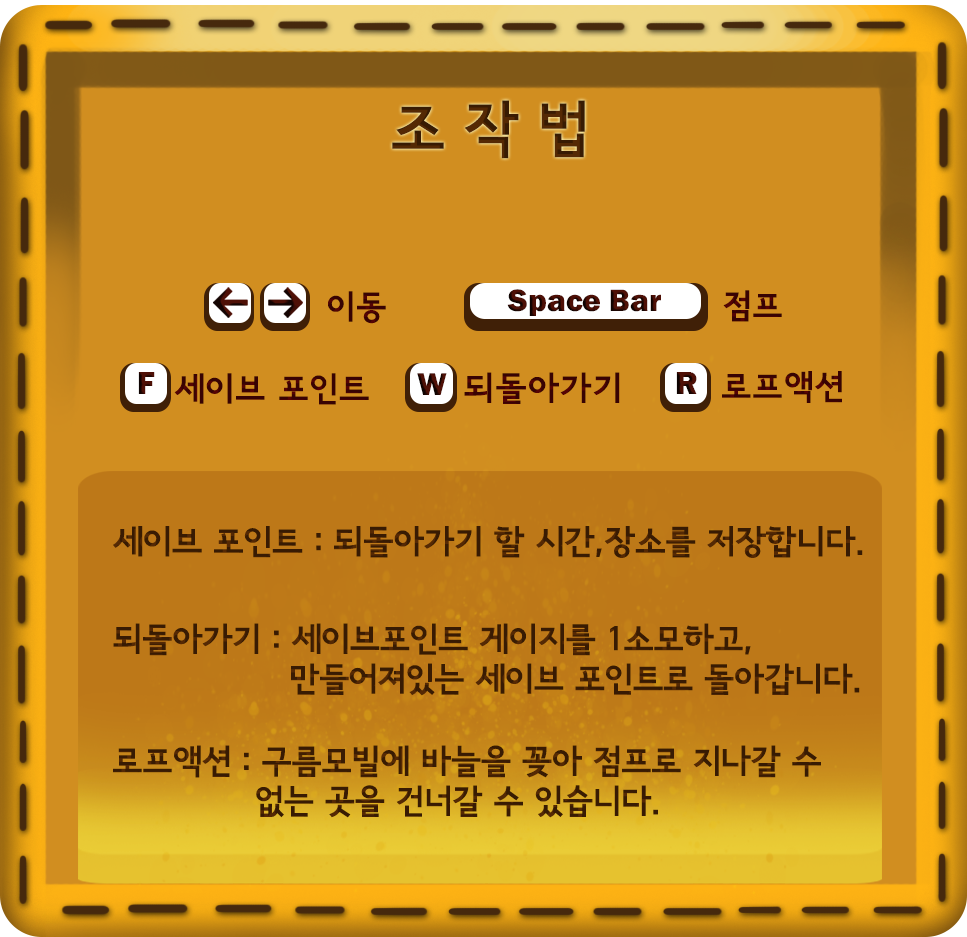 조 작 법
← → 이동 Space Bar 점프
F 세이브 포인트 W 되돌아가기 R 로프액션
세이브 포인트 : 되돌아가기 할 시간,장소를 저장합니다.
되돌아가기 : 세이브포인트 게이지를 1소모하고,
만들어져있는 세이브 포인트로 돌아갑니다.
로프액션 : 구름모빌에 바늘을 꽂아 점프로 지나갈 수
없는 곳을 건너갈 수 있습니다.